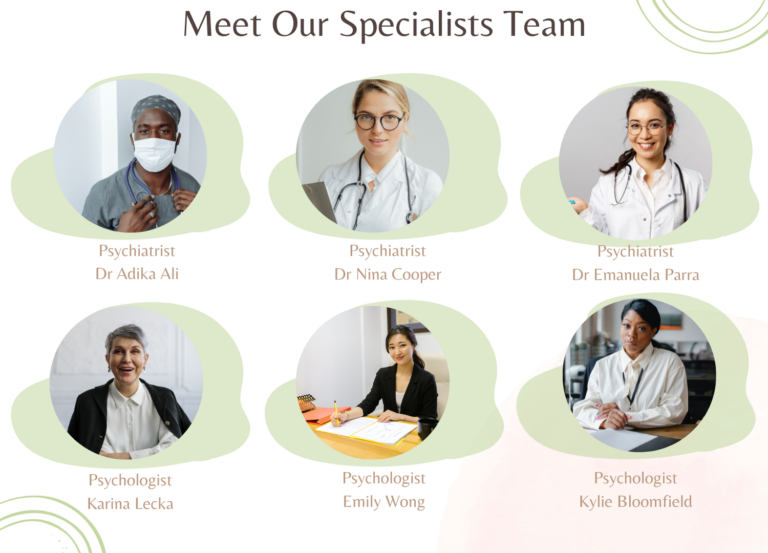 Meet Our Specialists Team
Psychiatrist
Dr Adika Ali
Psychiatrist
Dr Nina Cooper
Psychiatrist
Dr Emanuela Parra
Psychologist
Karina Lecka
Psychologist
Emily Wong
Psychologist
Kylie Bloomfield